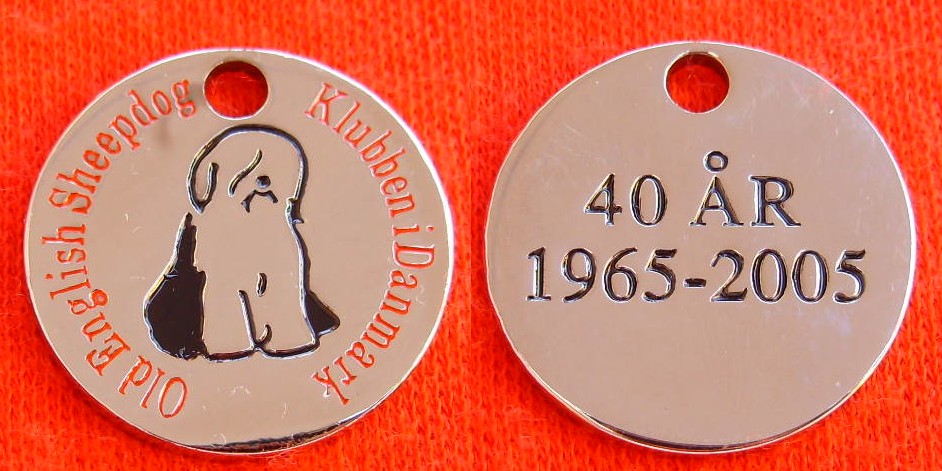 Old English Sheepdog Klubben i Danmark
40 ÅR
1965-2005